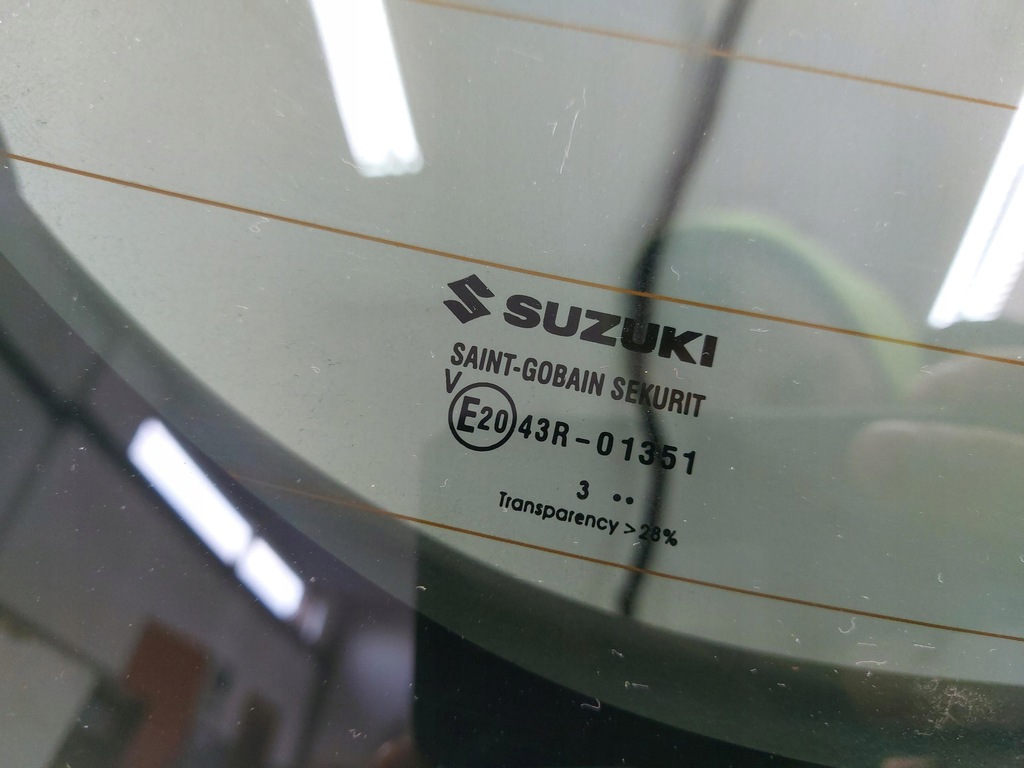 SUZUKI
SAINT-GOBAIN SEKURIT
V
E20 43R-01351
3 ..
Transparency > 28%